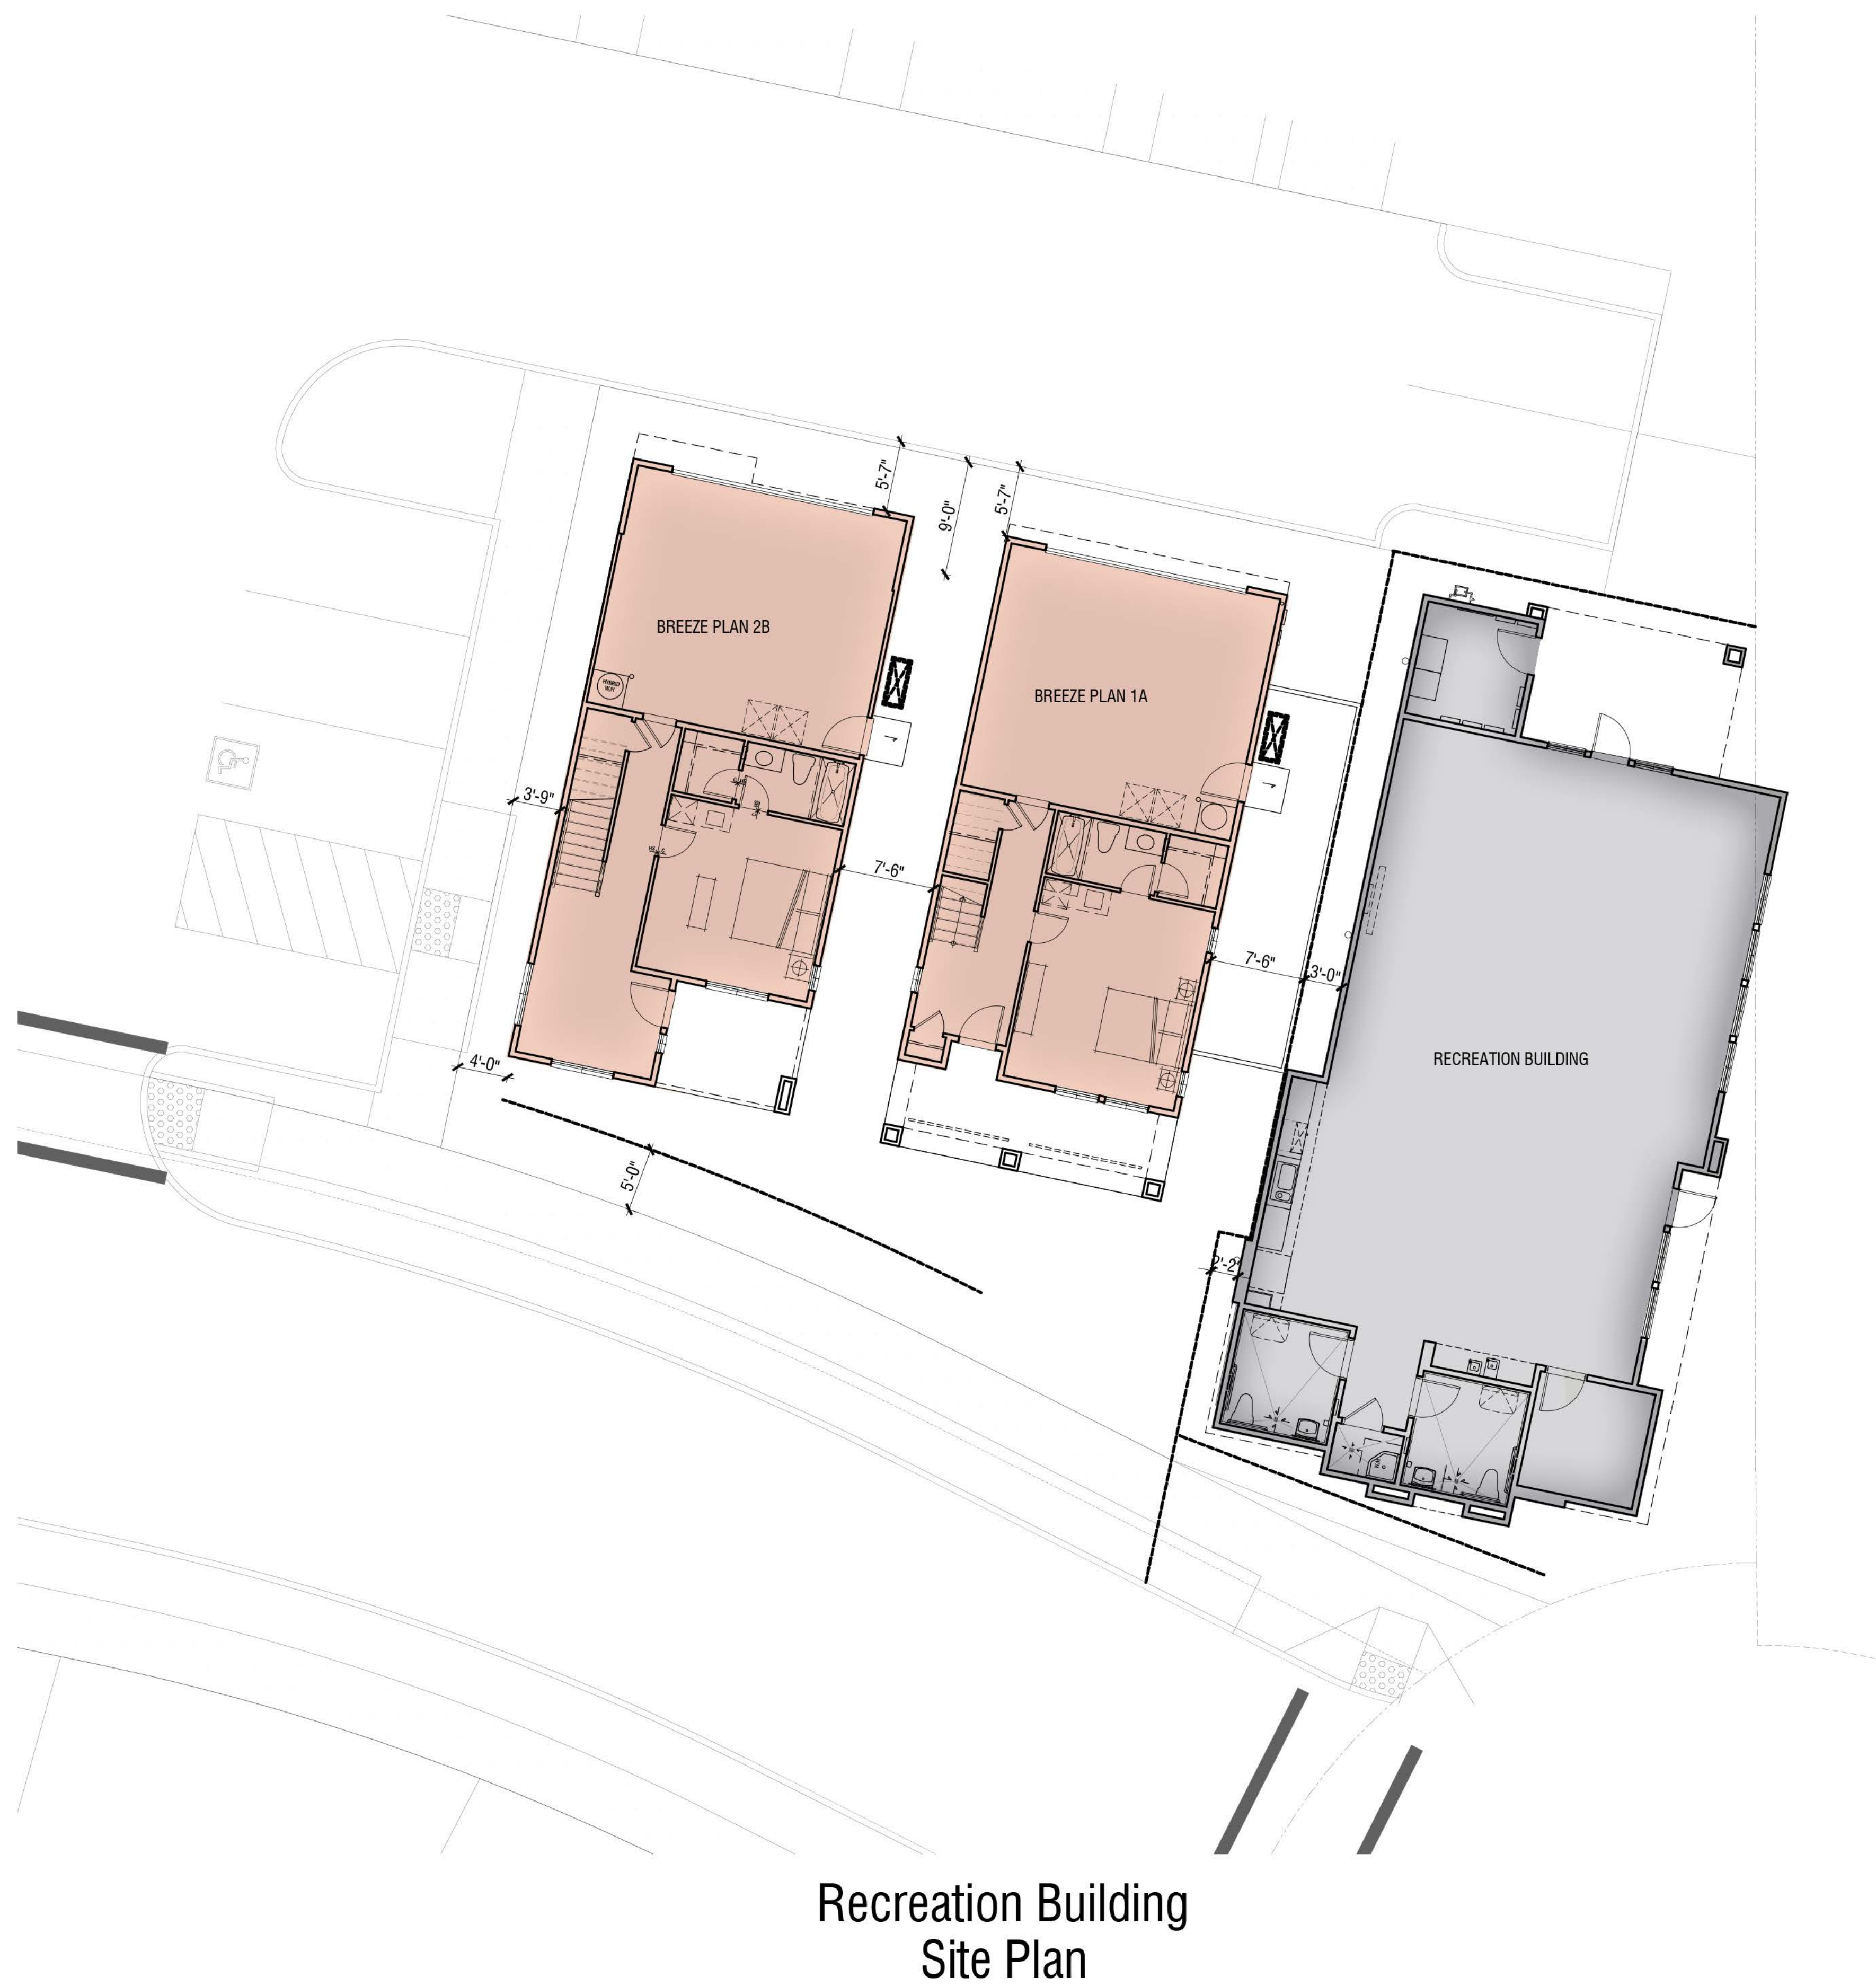 5'-7"
9'-0"
5'-7"
BREEZE PLAN 2B
HYBRID
W/H
BREEZE PLAN 1A
3'-9"
7'-6"
7'-6"
3'-0"
RECREATION BUILDING
4'-0"
5'-0"
2'-2"
Recreation Building
Site Plan